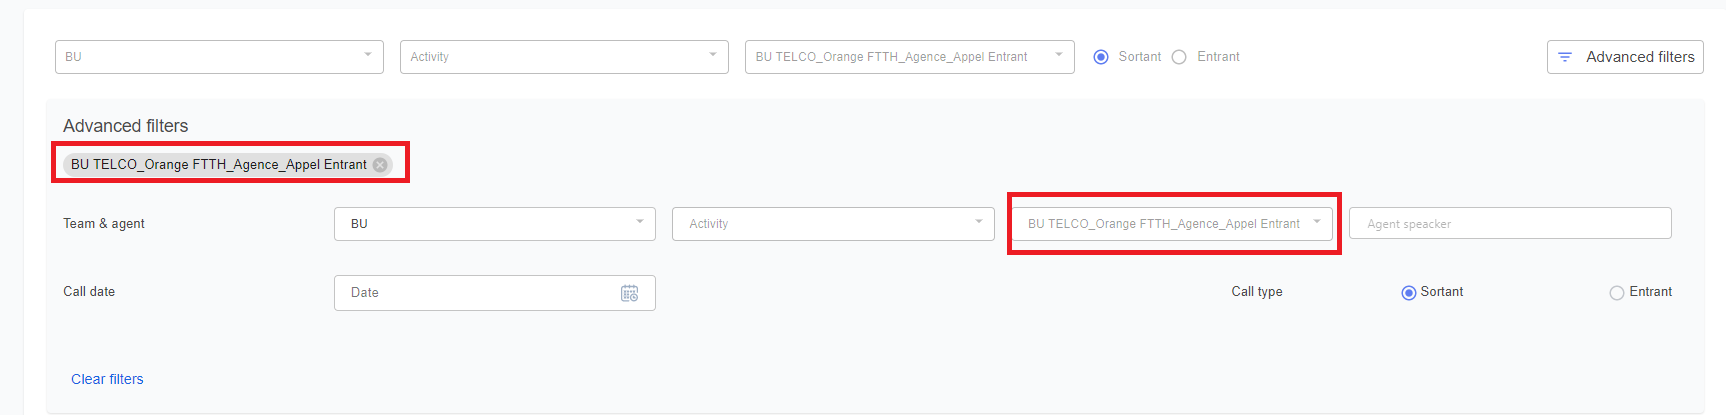 BU Activity BU TELCO_Orange FTTH_Agence_Appel Entrant Sortant Entrant Advanced filters
Advanced filters
BU TELCO_Orange FTTH_Agence_Appel Entrant
Team & agent BU Activity BU TELCO_Orange FTTH_Agence_Appel Entrant Agent speacker
Call date Date Call type Sortant Entrant
Clear filters